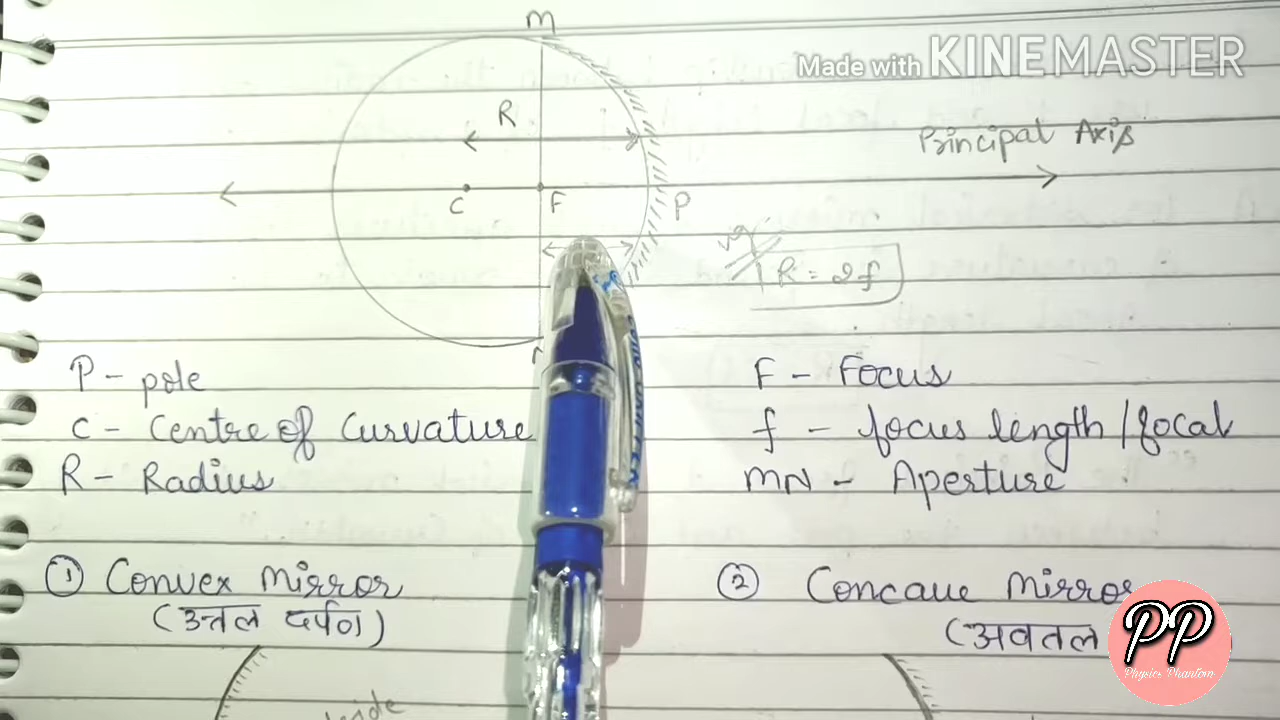 M
Made with KINEMASTER
R
Principal Axis
C F P
R = 2f
P - pole
F - Focus
C - Centre of Curvature
f - focus length / focal
R - Radius
MN - Aperture
① Convex Mirror
② Concave Mirror
(उत्तल दर्पण)
(अवतल
PP
Physics Phantom